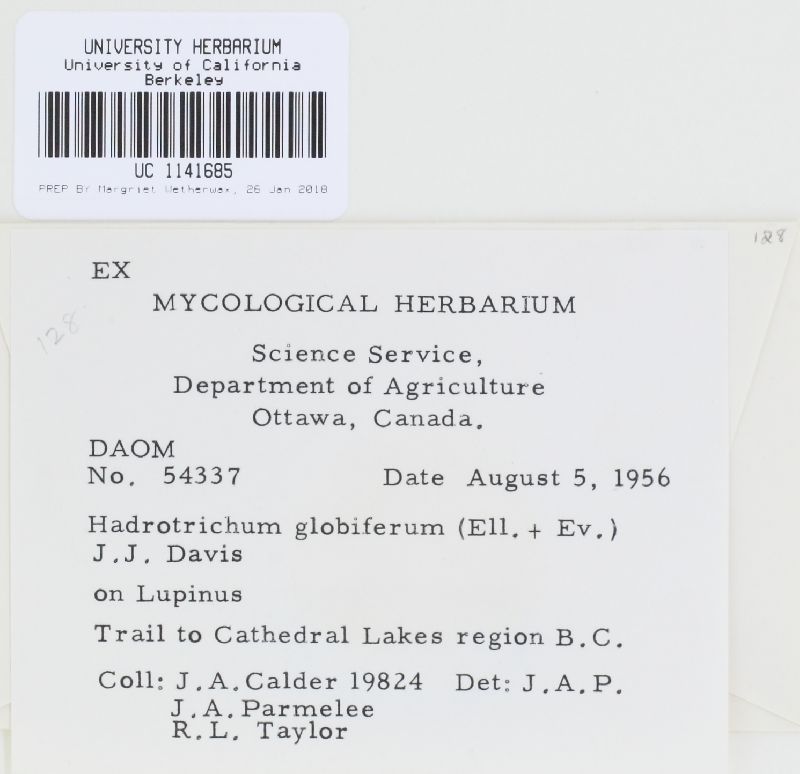 UNIVERSITY HERBARIUM
University of California
Berkeley
UC 1141685
PREP BY Margriet Wetherwax, 26 Jan 2018
128
EX
MYCOLOGICAL HERBARIUM
128
Science Service,
Department of Agriculture
Ottawa, Canada.
DAOM
No. 54337 Date August 5, 1956
Hadrotrichum globiferum (Ell. + Ev.)
J.J. Davis
on Lupinus
Trail to Cathedral Lakes region B.C.
Coll: J.A. Calder 19824 Det: J.A.P.
J.A. Parmelee
R.L. Taylor